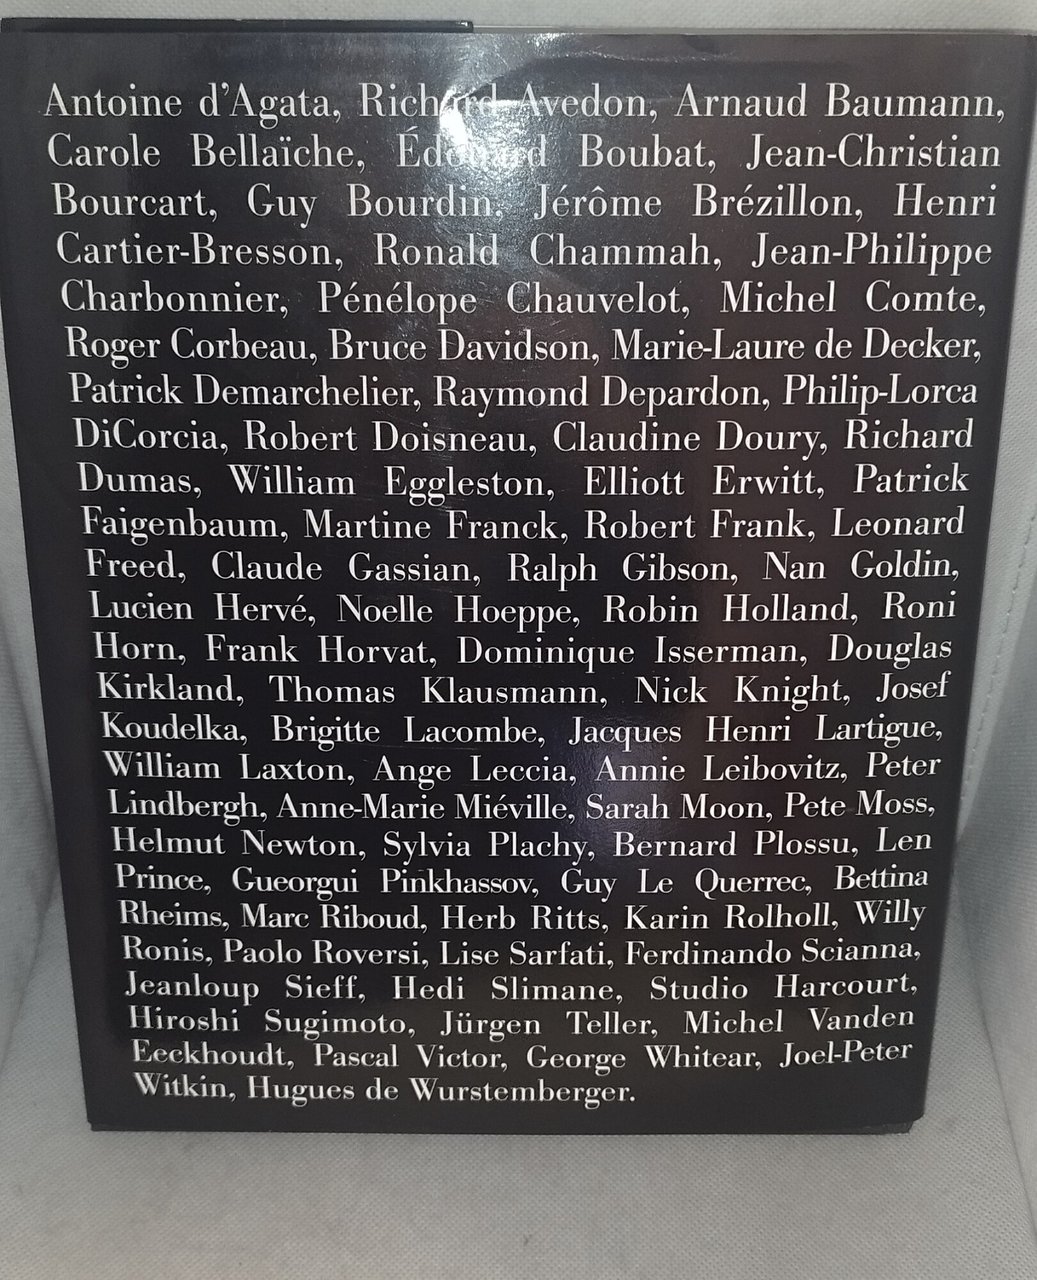 Antoine d'Agata, Richard Avedon, Arnaud Baumann,
Carole Bellaïche, Édouard Boubat, Jean-Christian
Bourcart, Guy Bourdin, Jérôme Brézillon, Henri
Cartier-Bresson, Ronald Chammah, Jean-Philippe
Charbonnier, Pénélope Chauvelot, Michel Comte,
Roger Corbeau, Bruce Davidson, Marie-Laure de Decker,
Patrick Demarchelier, Raymond Depardon, Philip-Lorca
DiCorcia, Robert Doisneau, Claudine Doury, Richard
Dumas, William Eggleston, Elliott Erwitt, Patrick
Faigenbaum, Martine Franck, Robert Frank, Leonard
Freed, Claude Gassian, Ralph Gibson, Nan Goldin,
Lucien Hervé, Noelle Hoeppe, Robin Holland, Roni
Horn, Frank Horvat, Dominique Isserman, Douglas
Kirkland, Thomas Klausmann, Nick Knight, Josef
Koudelka, Brigitte Lacombe, Jacques Henri Lartigue,
William Laxton, Ange Leccia, Annie Leibovitz, Peter
Lindbergh, Anne-Marie Miéville, Sarah Moon, Pete Moss,
Helmut Newton, Sylvia Plachy, Bernard Plossu, Len
Prince, Gueorgui Pinkhassov, Guy Le Querrec, Bettina
Rheims, Marc Riboud, Herb Ritts, Karin Rolholl, Willy
Ronis, Paolo Roversi, Lise Sarfati, Ferdinando Scianna,
Jeanloup Sieff, Hedi Slimane, Studio Harcourt,
Hiroshi Sugimoto, Jürgen Teller, Michel Vanden
Eeckhoudt, Pascal Victor, George Whitear, Joel-Peter
Witkin, Hugues de Wurstemberger.